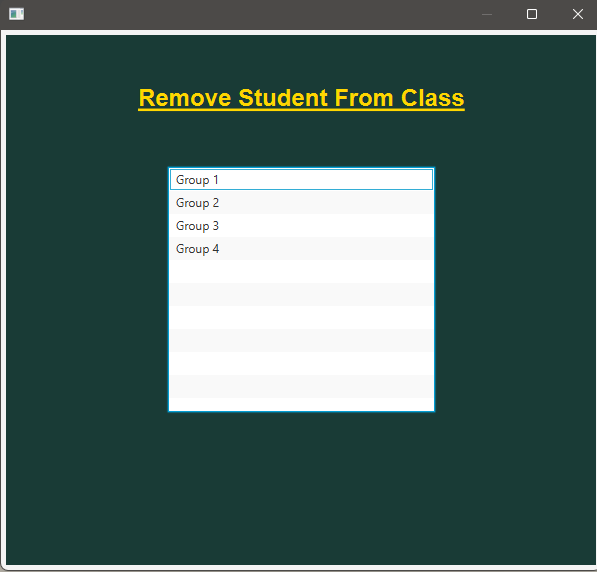 Remove Student From Class
Group 1
Group 2
Group 3
Group 4